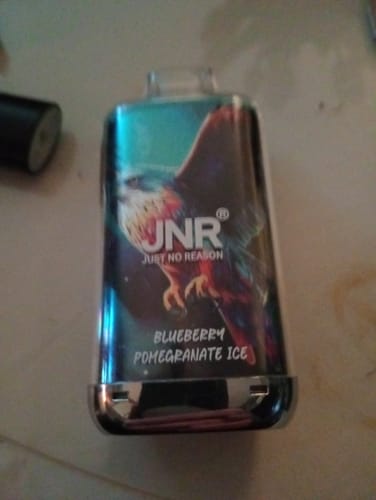 JNR®
JUST NO REASON
BLUEBERRY
POMEGRANATE ICE